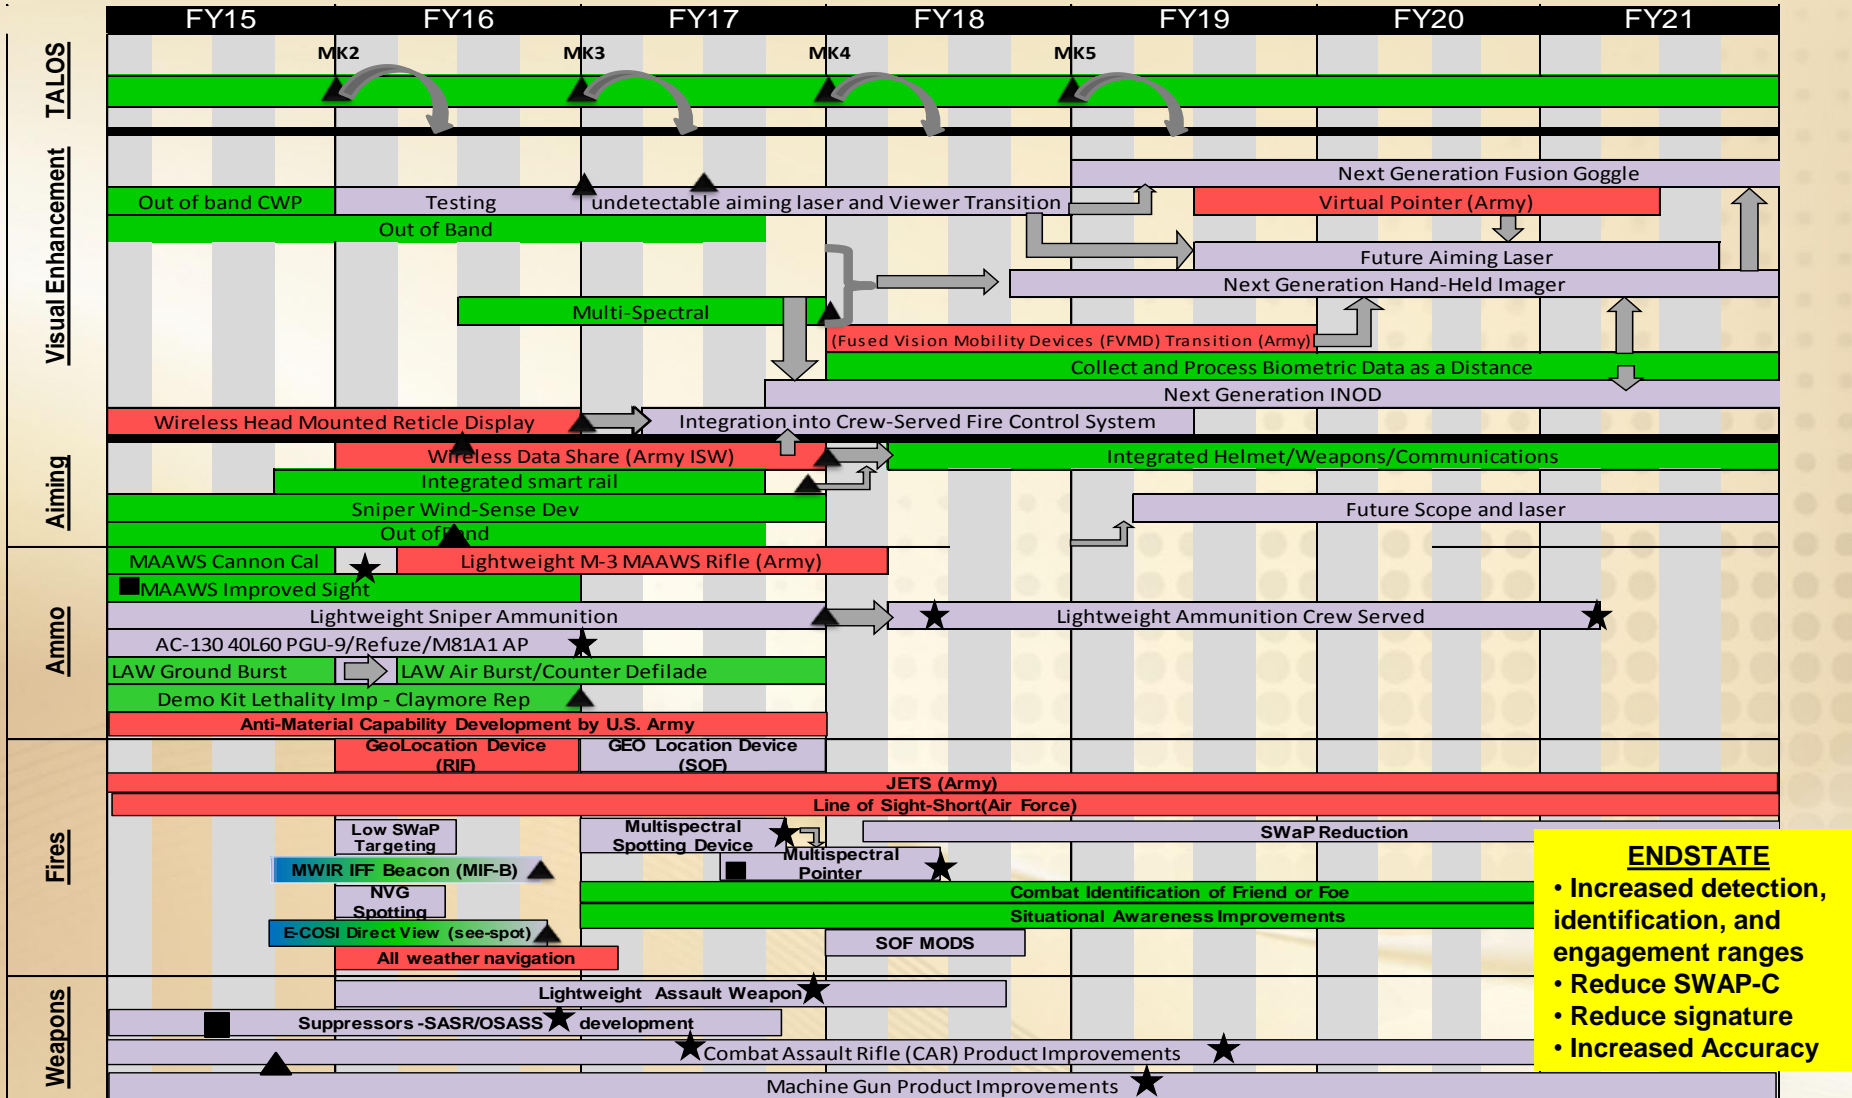 FY15 FY16 FY17 FY18 FY19 FY20 FY21
TALOS
MK2 MK3 MK4 MK5
Visual Enhancement
Next Generation Fusion Goggle
Out of band CWP Testing undetectable aiming laser and Viewer Transition Virtual Pointer (Army)
Out of Band
Future Aiming Laser
Next Generation Hand-Held Imager
Multi-Spectral
(Fused Vision Mobility Devices (FVMD) Transition (Army)
Collect and Process Biometric Data as a Distance
Next Generation INOD
Wireless Head Mounted Reticle Display Integration into Crew-Served Fire Control System
Aiming
Wireless Data Share (Army ISW) Integrated Helmet/Weapons/Communications
Integrated smart rail
Sniper Wind-Sense Dev Future Scope and laser
Out of Band
Ammo
MAAWS Cannon Cal Lightweight M-3 MAAWS Rifle (Army)
MAAWS Improved Sight
Lightweight Sniper Ammunition Lightweight Ammunition Crew Served
AC-130 40L60 PGU-9/Refuze/M81A1 AP
LAW Ground Burst LAW Air Burst/Counter Defilade
Demo Kit Lethality Imp - Claymore Rep
Anti-Material Capability Development by U.S. Army
Fires
GeoLocation Device
(RIF)
GEO Location Device
(SOF)
JETS (Army)
Line of Sight-Short(Air Force)
Low SWaP
Targeting
Multispectral
Spotting Device
SWaP Reduction
Multispectral
Pointer
MWIR IFF Beacon (MIF-B)
NVG
Spotting
Combat Identification of Friend or Foe
Situational Awareness Improvements
E-COSI Direct View (see-spot)
SOF MODS
All weather navigation
Weapons
Lightweight Assault Weapon
Suppressors -SASR/OSASS development
Combat Assault Rifle (CAR) Product Improvements
Machine Gun Product Improvements
ENDSTATE
• Increased detection,
identification, and
engagement ranges
• Reduce SWAP-C
• Reduce signature
• Increased Accuracy